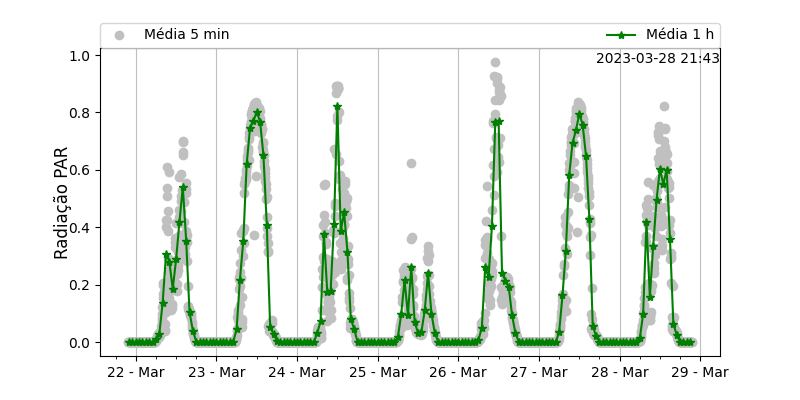 Média 5 min
Média 1 h
2023-03-28 21:43
Radiação PAR
1.0
0.8
0.6
0.4
0.2
0.0
22 - Mar
23 - Mar
24 - Mar
25 - Mar
26 - Mar
27 - Mar
28 - Mar
29 - Mar